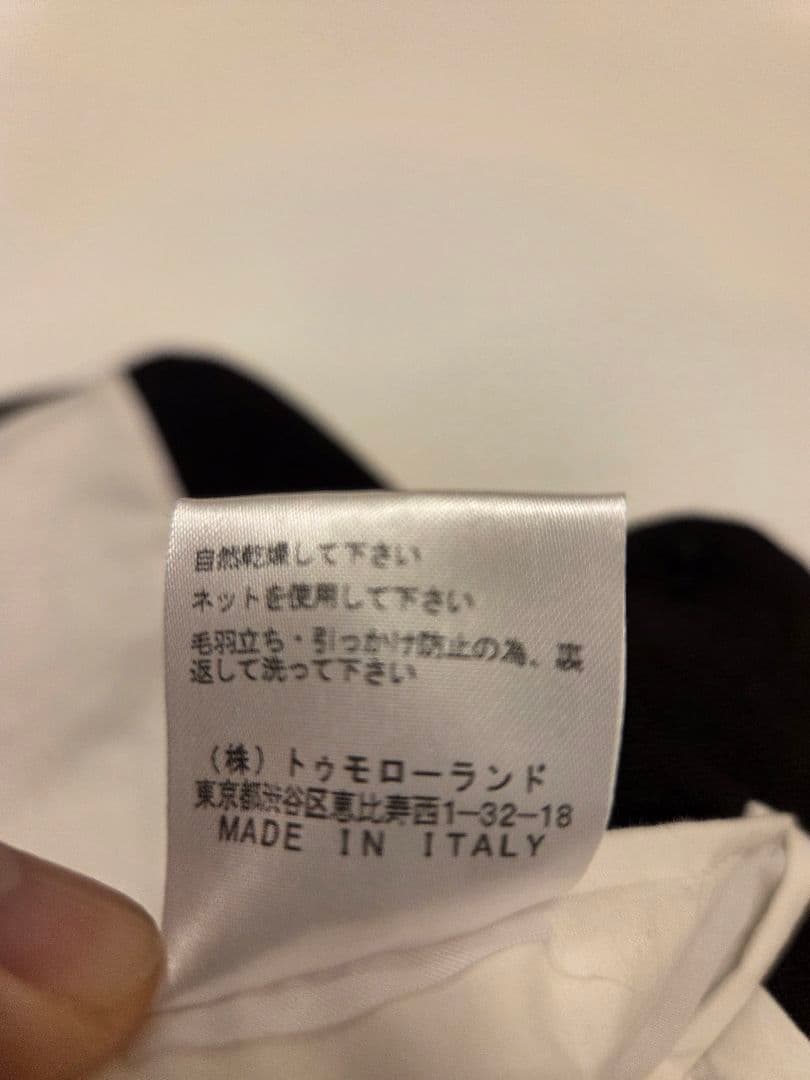 自然乾燥して下さい
ネットを使用して下さい
毛羽立ち・引っかけ防止の為、裏
返して洗って下さい
（株）トゥモローランド
東京都渋谷区恵比寿西1-32-18
MADE IN ITALY